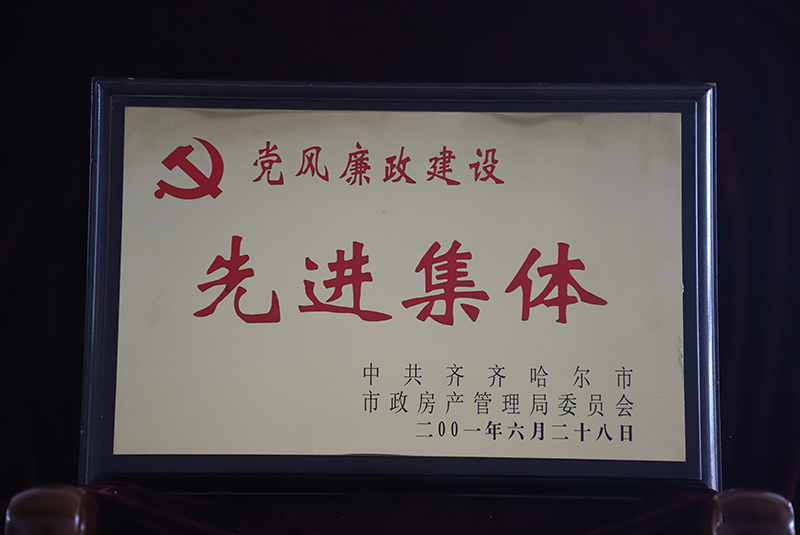 党风廉政建设
先进集体
中共齐齐哈尔市
市政房产管理局委员会
二00一年六月二十八日